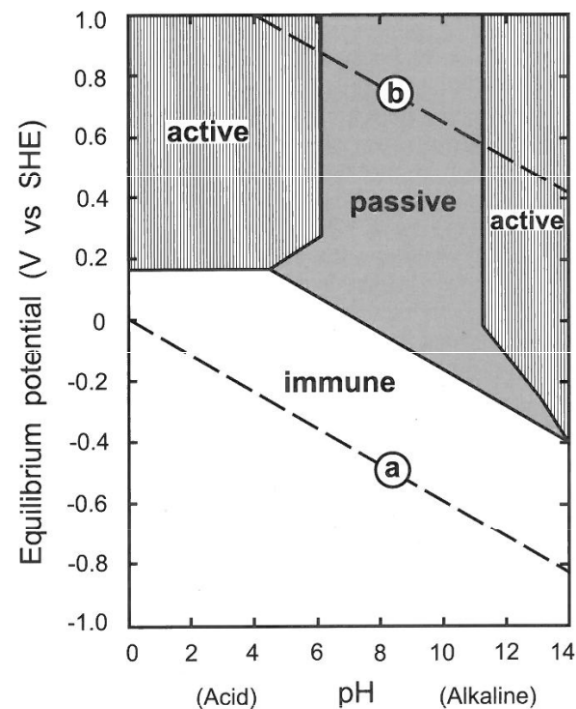 Equilibrium potential (V vs SHE)
1.0
0.8
0.6
0.4
0.2
0
-0.2
-0.4
-0.6
-0.8
-1.0
active
b
passive
active
immune
a
0 2 4 6 8 10 12 14
(Acid) pH (Alkaline)